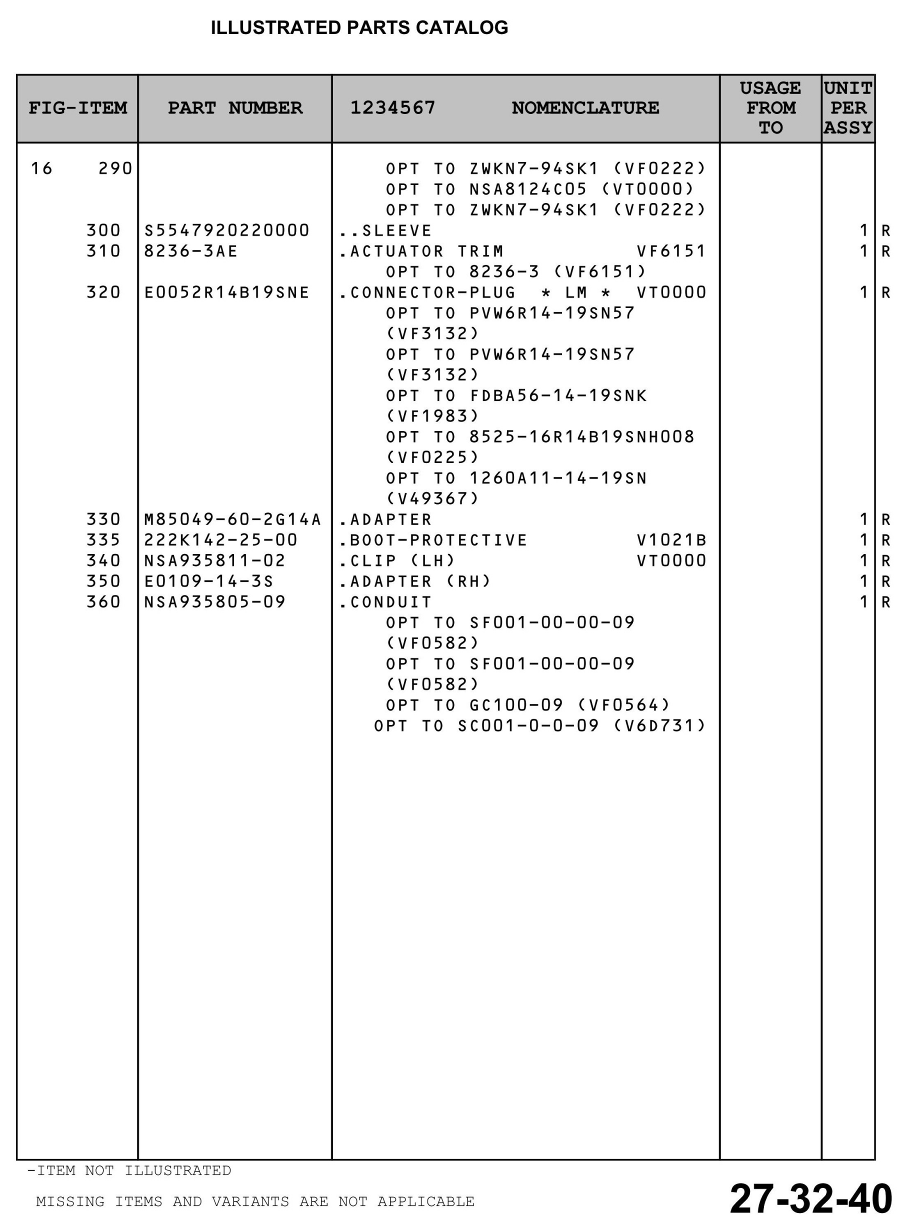 ILLUSTRATED PARTS CATALOG
FIG-ITEM PART NUMBER 1234567 NOMENCLATURE USAGE FROM TO UNIT PER ASSY
16 290 OPT TO ZWKN7-94SK1 (VF0222)
OPT TO NSA8124C05 (VT0000)
OPT TO ZWKN7-94SK1 (VF0222)
300 S5547920220000 ..SLEEVE 1 R
310 8236-3AE .ACTUATOR TRIM VF6151 1 R
OPT TO 8236-3 (VF6151)
320 E0052R14B19SNE .CONNECTOR-PLUG * LM * VT0000 1 R
OPT TO PVW6R14-19SN57
(VF3132)
OPT TO PVW6R14-19SN57
(VF3132)
OPT TO FDBA56-14-19SNK
(VF1983)
OPT TO 8525-16R14B19SNH008
(VF0225)
OPT TO 1260A11-14-19SN
(V49367)
330 M85049-60-2G14A .ADAPTER 1 R
335 222K142-25-00 .BOOT-PROTECTIVE V1021B 1 R
340 NSA935811-02 .CLIP (LH) VT0000 1 R
350 E0109-14-3S .ADAPTER (RH) 1 R
360 NSA935805-09 .CONDUIT 1 R
OPT TO SF001-00-00-09
(VF0582)
OPT TO SF001-00-00-09
(VF0582)
OPT TO GC100-09 (VF0564)
OPT TO SC001-0-0-09 (V6D731)
-ITEM NOT ILLUSTRATED
MISSING ITEMS AND VARIANTS ARE NOT APPLICABLE
27-32-40